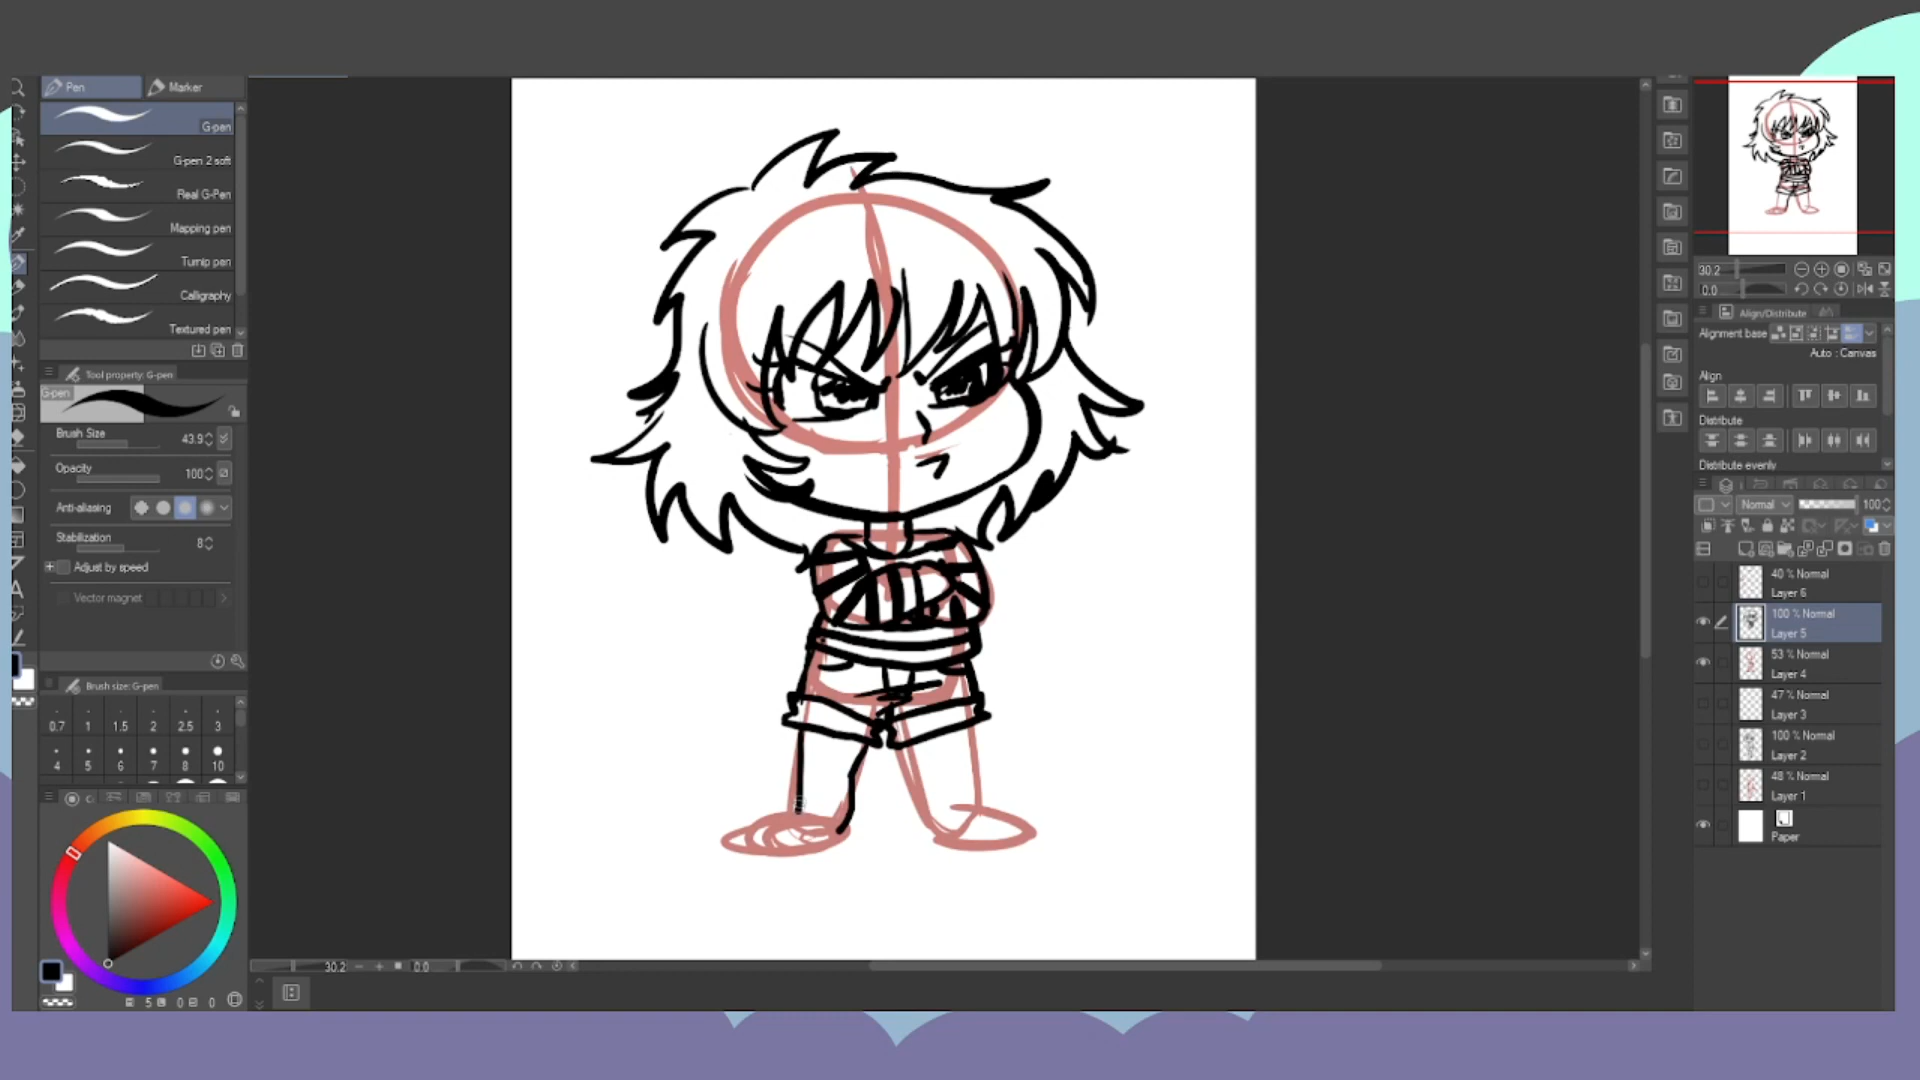 Pen
Marker
G-pen
G-pen 2 soft
Real G-Pen
Mapping pen
Turnip pen
Calligraphy
Textured pen
Tool property: G-pen
G-pen
Brush Size
43.9
Opacity
100
Anti-aliasing
Stabilization
8
Adjust by speed
Vector magnet
Brush size: G-pen
0.7 1 1.5 2 2.5 3
4 5 6 7 8 10
5 0 0
30.2
0.0
30.2
0.0
Align/Distribute
Alignment base
Auto : Canvas
Align
Distribute
Distribute evenly
Normal
100
40 % Normal
Layer 6
100 % Normal
Layer 5
53 % Normal
Layer 4
47 % Normal
Layer 3
100 % Normal
Layer 2
48 % Normal
Layer 1
Paper